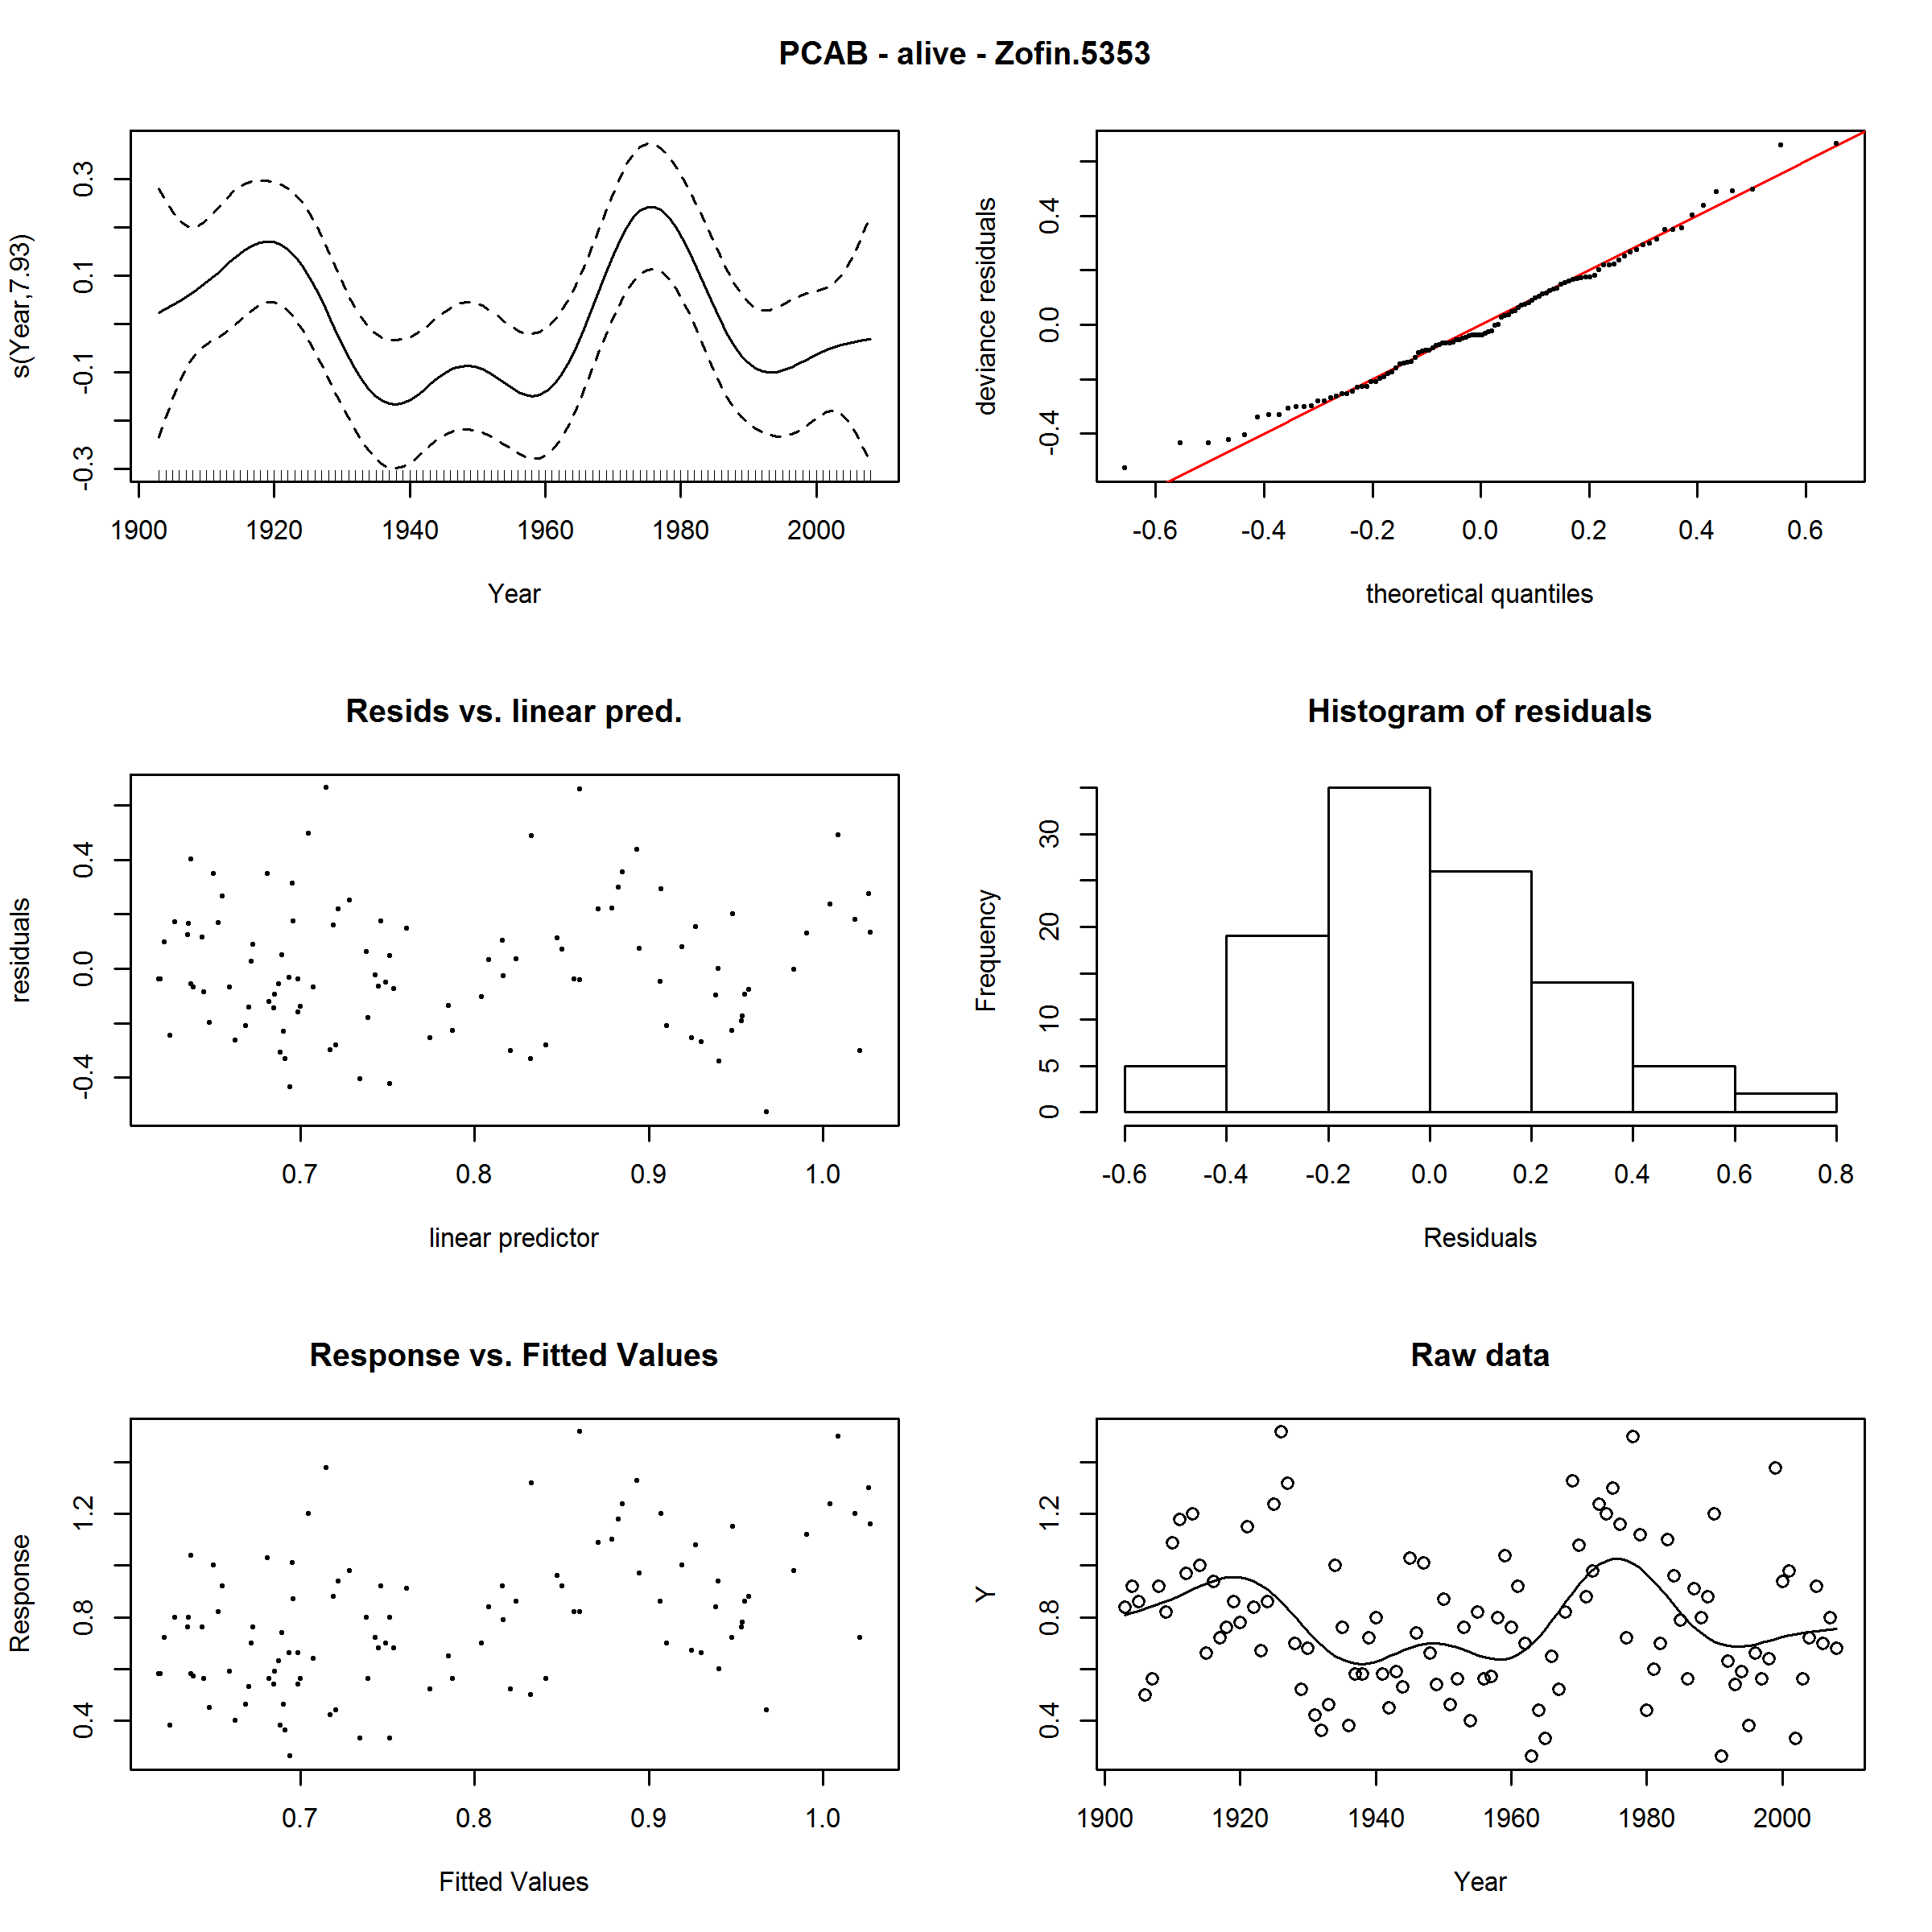 PCAB - alive - Zofin.5353
s(Year,7.93)
-0.3 -0.1 0.1 0.3
1900 1920 1940 1960 1980 2000
Year
deviance residuals
-0.4 0.0 0.4
-0.6 -0.4 -0.2 0.0 0.2 0.4 0.6
theoretical quantiles
Resids vs. linear pred.
residuals
-0.4 0.0 0.4
0.7 0.8 0.9 1.0
linear predictor
Histogram of residuals
Frequency
0 5 10 20 30
-0.6 -0.4 -0.2 0.0 0.2 0.4 0.6 0.8
Residuals
Response vs. Fitted Values
Response
0.4 0.8 1.2
0.7 0.8 0.9 1.0
Fitted Values
Raw data
Y
0.4 0.8 1.2
1900 1920 1940 1960 1980 2000
Year